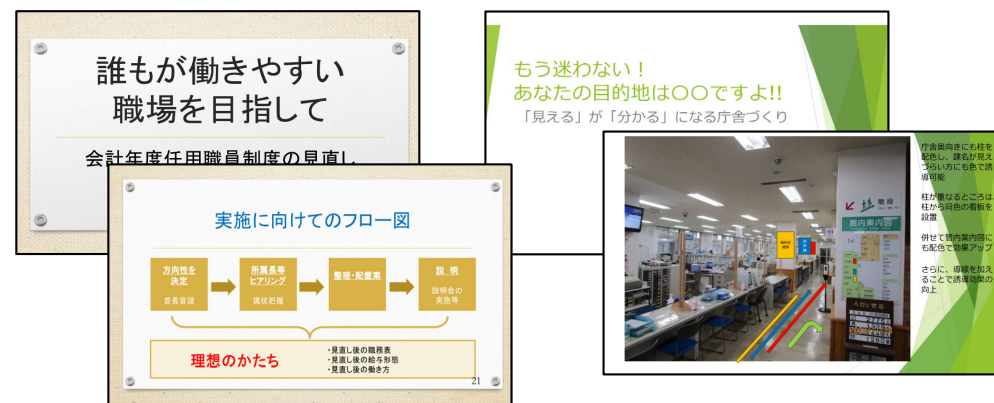 誰もが働きやすい
職場を目指して
会計年度任用職員制度の見直し
実施に向けてのフロー図
方向性を
決定
首長音頭
所属長等
ヒアリング
現状把握
整理・配置案
説 明
説明会の
実施等
理想のかたち
・見直し後の職務表
・見直し後の給与形態
・見直し後の働き方
21
もう迷わない！
あなたの目的地は〇〇ですよ!!
「見える」が「分かる」になる庁舎づくり
庁舎奥向きにも柱を
配色し、課名が見え
づらい方にも色で誘
導可能
柱が重なるところは
柱から同色の看板を
設置
併せて管内案内図に
も配色で効果アップ
さらに、導線を加え
ることで誘導効果の
向上
階段
館内案内図